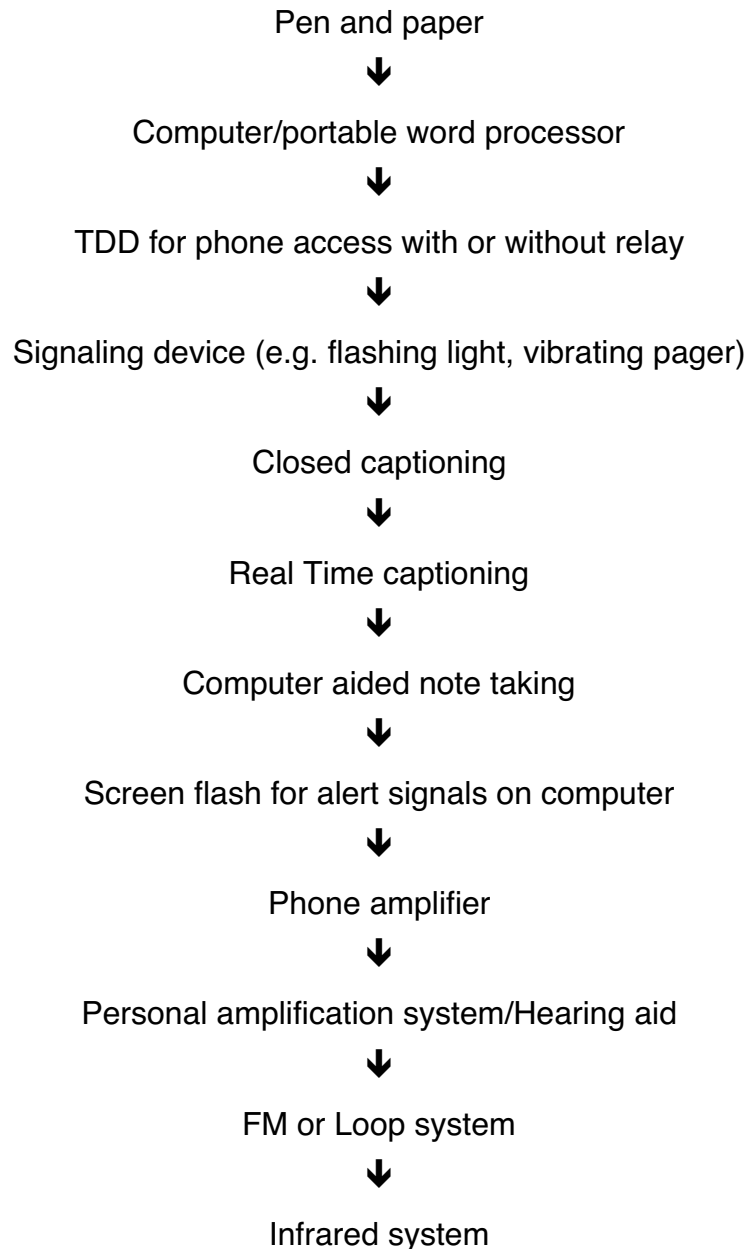 Pen and paper
Computer/portable word processor
TDD for phone access with or without relay
Signaling device (e.g. flashing light, vibrating pager)
Closed captioning
Real Time captioning
Computer aided note taking
Screen flash for alert signals on computer
Phone amplifier
Personal amplification system/Hearing aid
FM or Loop system
Infrared system